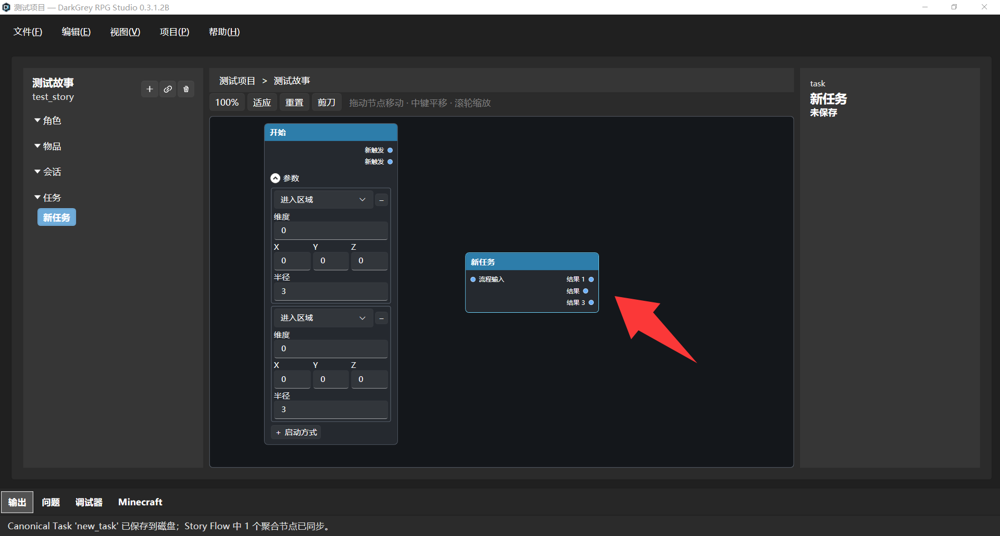 测试项目 — DarkGrey RPG Studio 0.3.1.2B
文件(F) 编辑(E) 视图(V) 项目(P) 帮助(H)
测试故事
test_story
角色
物品
会话
任务
新任务
测试项目 > 测试故事
100% 适应 重置 剪刀 拖动节点移动 · 中键平移 · 滚轮缩放
开始
新触发
新触发
参数
进入区域
维度
0
X Y Z
0 0 0
半径
3
进入区域
维度
0
X Y Z
0 0 0
半径
3
+ 启动方式
新任务
流程输入 结果 1
结果
结果 3
task
新任务
未保存
输出 问题 调试器 Minecraft
Canonical Task 'new_task' 已保存到磁盘；Story Flow 中 1 个聚合节点已同步。